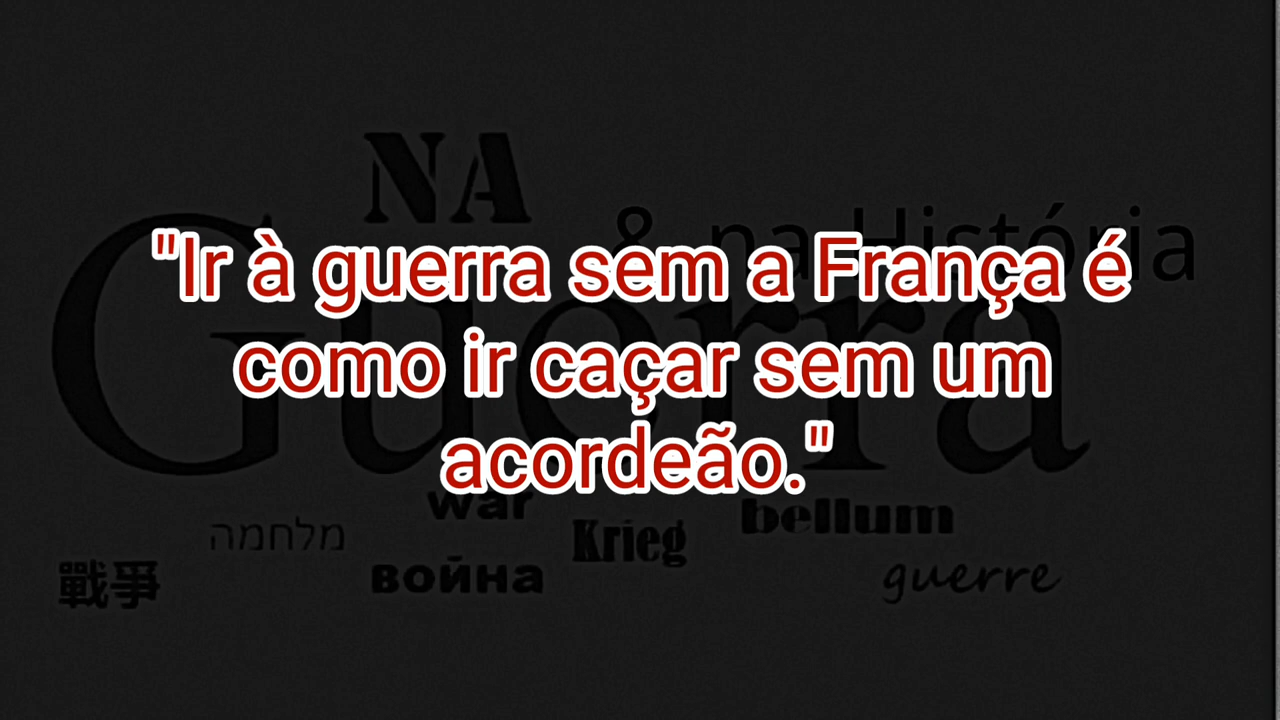 NA
& na História
Guerra
"Ir à guerra sem a França é
como ir caçar sem um
acordeão."
war
מלחמה
Krieg
bellum
戰爭
война
guerre